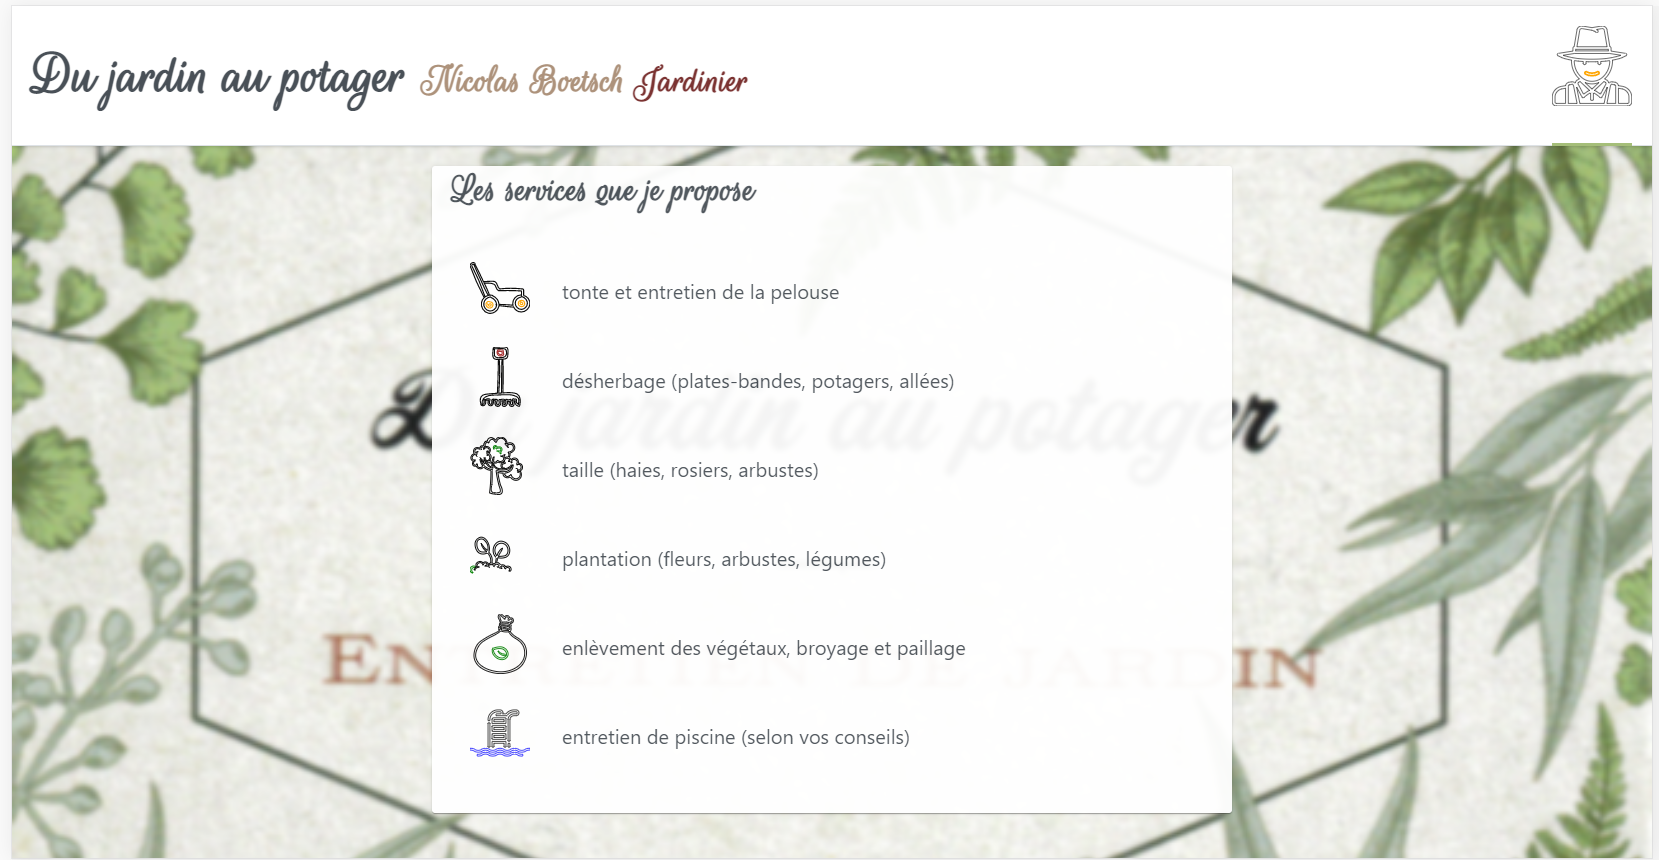 Du jardin au potager Nicolas Boetsch Jardinier
Les services que je propose
tonte et entretien de la pelouse
désherbage (plates-bandes, potagers, allées)
Du jardin au potager
taille (haies, rosiers, arbustes)
plantation (fleurs, arbustes, légumes)
enlèvement des végétaux, broyage et paillage
ENTRETIEN DE JARDIN
entretien de piscine (selon vos conseils)